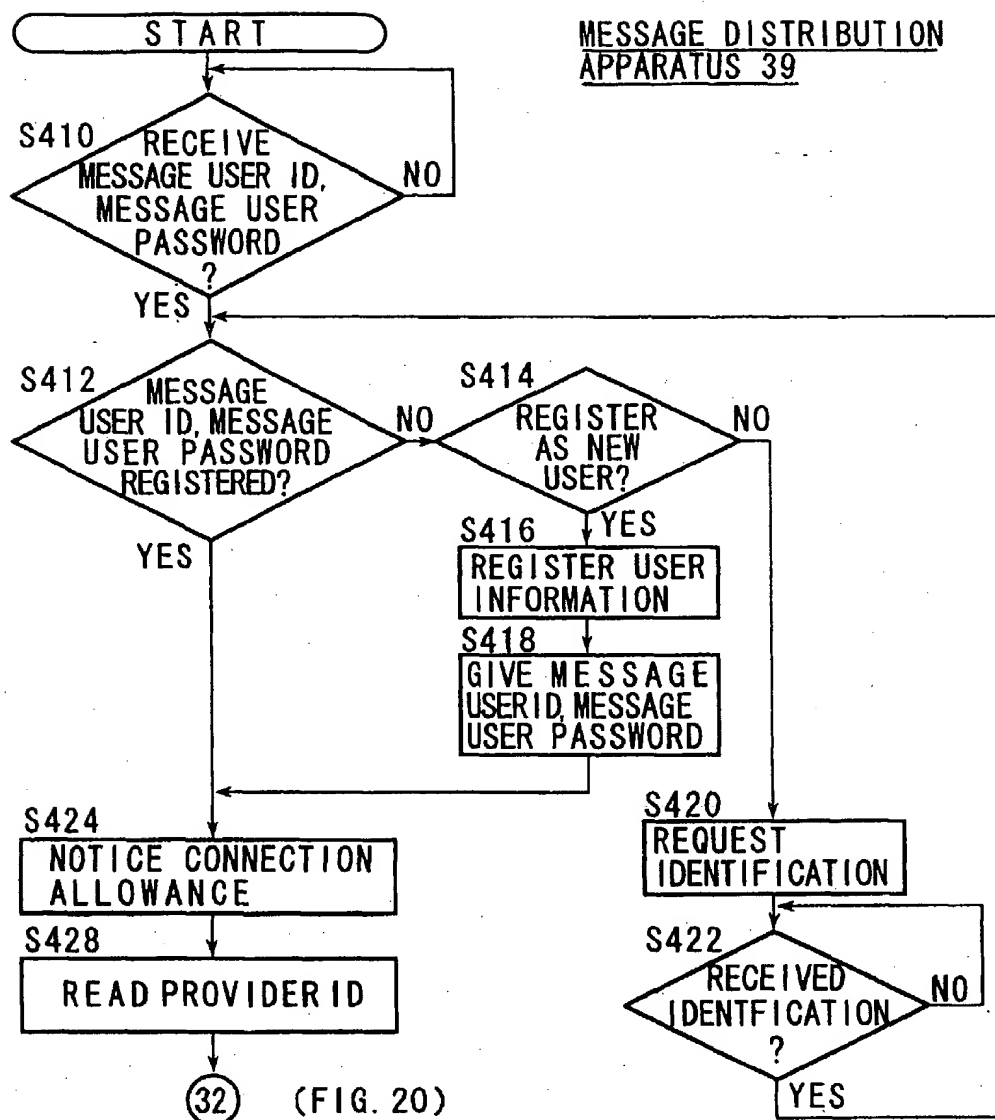 START
MESSAGE DISTRIBUTION
APPARATUS 39
S410
RECEIVE
MESSAGE USER ID,
MESSAGE USER
PASSWORD
?
NO
YES
S412
MESSAGE
USER ID, MESSAGE
USER PASSWORD
REGISTERED?
NO
YES
S414
REGISTER
AS NEW
USER?
NO
YES
S416
REGISTER USER
INFORMATION
S418
GIVE MESSAGE
USERID, MESSAGE
USER PASSWORD
S420
REQUEST
IDENTIFICATION
S422
RECEIVED
IDENTFICATION
?
NO
YES
S424
NOTICE CONNECTION
ALLOWANCE
S428
READ PROVIDER ID
32 (FIG. 20)